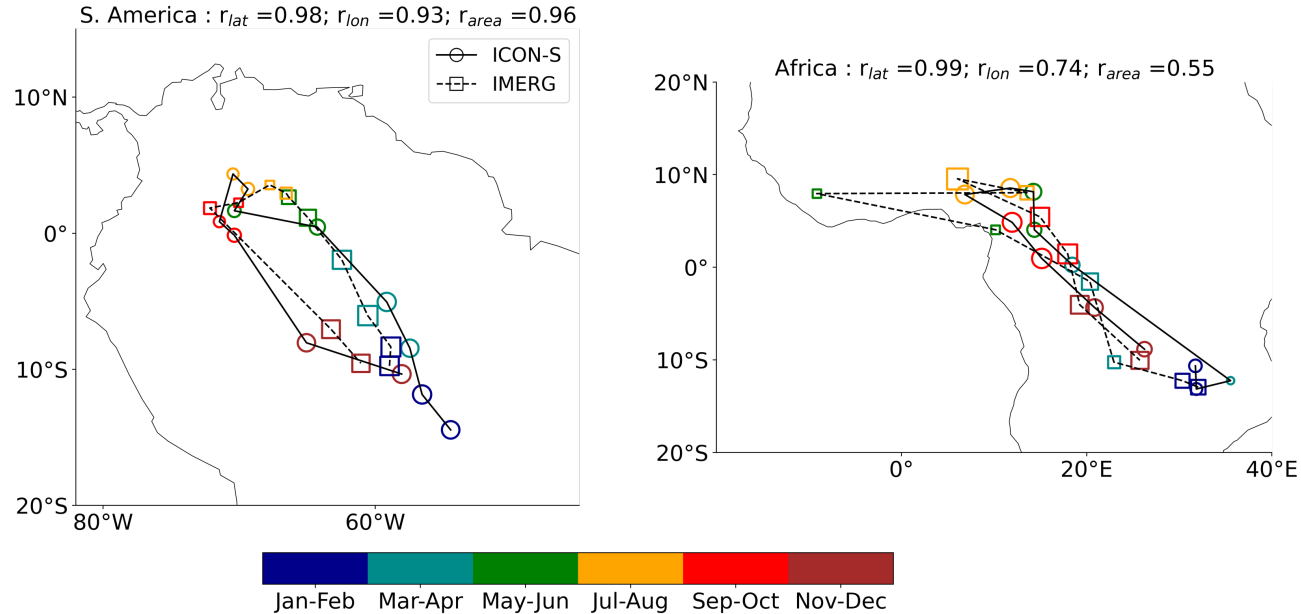 S. America : r_lat =0.98; r_lon =0.93; r_area =0.96
ICON-S
IMERG
10°N
0°
10°S
20°S
80°W
60°W
Africa : r_lat =0.99; r_lon =0.74; r_area =0.55
20°N
10°N
0°
10°S
20°S
0°
20°E
40°E
Jan-Feb
Mar-Apr
May-Jun
Jul-Aug
Sep-Oct
Nov-Dec